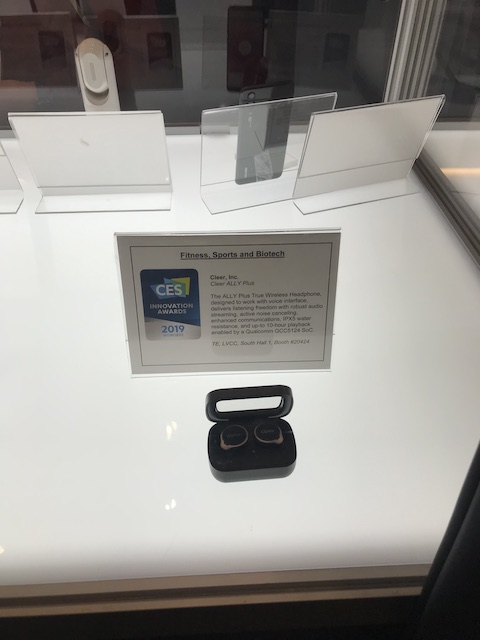 Fitness, Sports and Biotech
CES
INNOVATION
AWARDS
2019
HONOREE
Cleer, Inc.
Cleer ALLY Plus
The ALLY Plus True Wireless Headphone,
designed to work with voice interface,
delivers listening freedom with robust audio
streaming, active noise canceling,
enhanced communications, IPX5 water
resistance, and up-to 10-hour playback
enabled by a Qualcomm QCC5124 SoC.
TE, LVCC, South Hall 1; Booth #20424